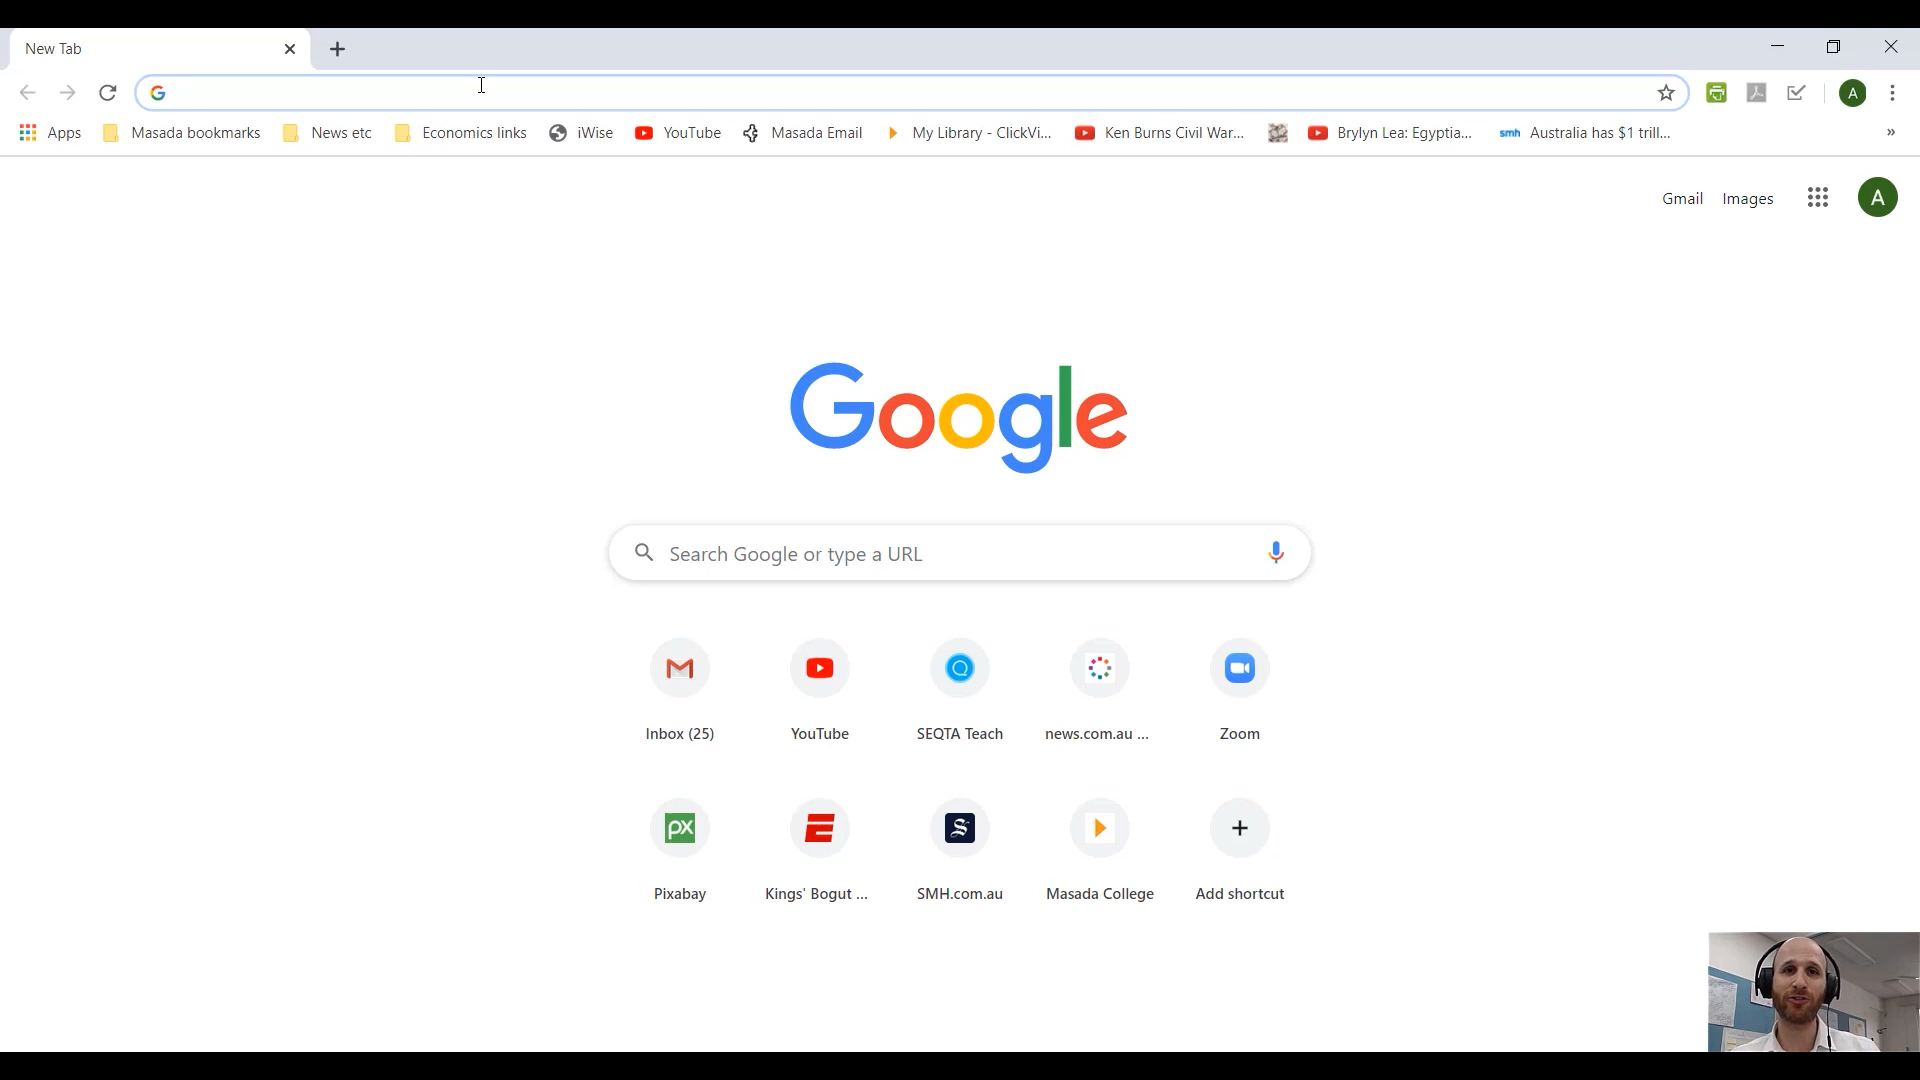 New Tab
Apps Masada bookmarks News etc Economics links iWise YouTube Masada Email My Library - ClickVi... Ken Burns Civil War... Brylyn Lea: Egyptia... smh Australia has $1 trill... »
A
Gmail Images A
Google
Search Google or type a URL
Inbox (25) YouTube SEQTA Teach news.com.au ... Zoom
px
Pixabay Kings' Bogut ... SMH.com.au Masada College Add shortcut